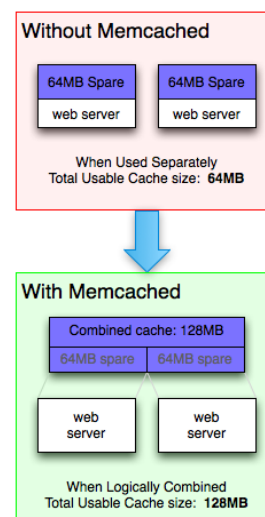 Without Memcached
64MB Spare 64MB Spare
web server web server
When Used Separately
Total Usable Cache size: 64MB
With Memcached
Combined cache: 128MB
64MB spare 64MB spare
web web
server server
When Logically Combined
Total Usable Cache size: 128MB